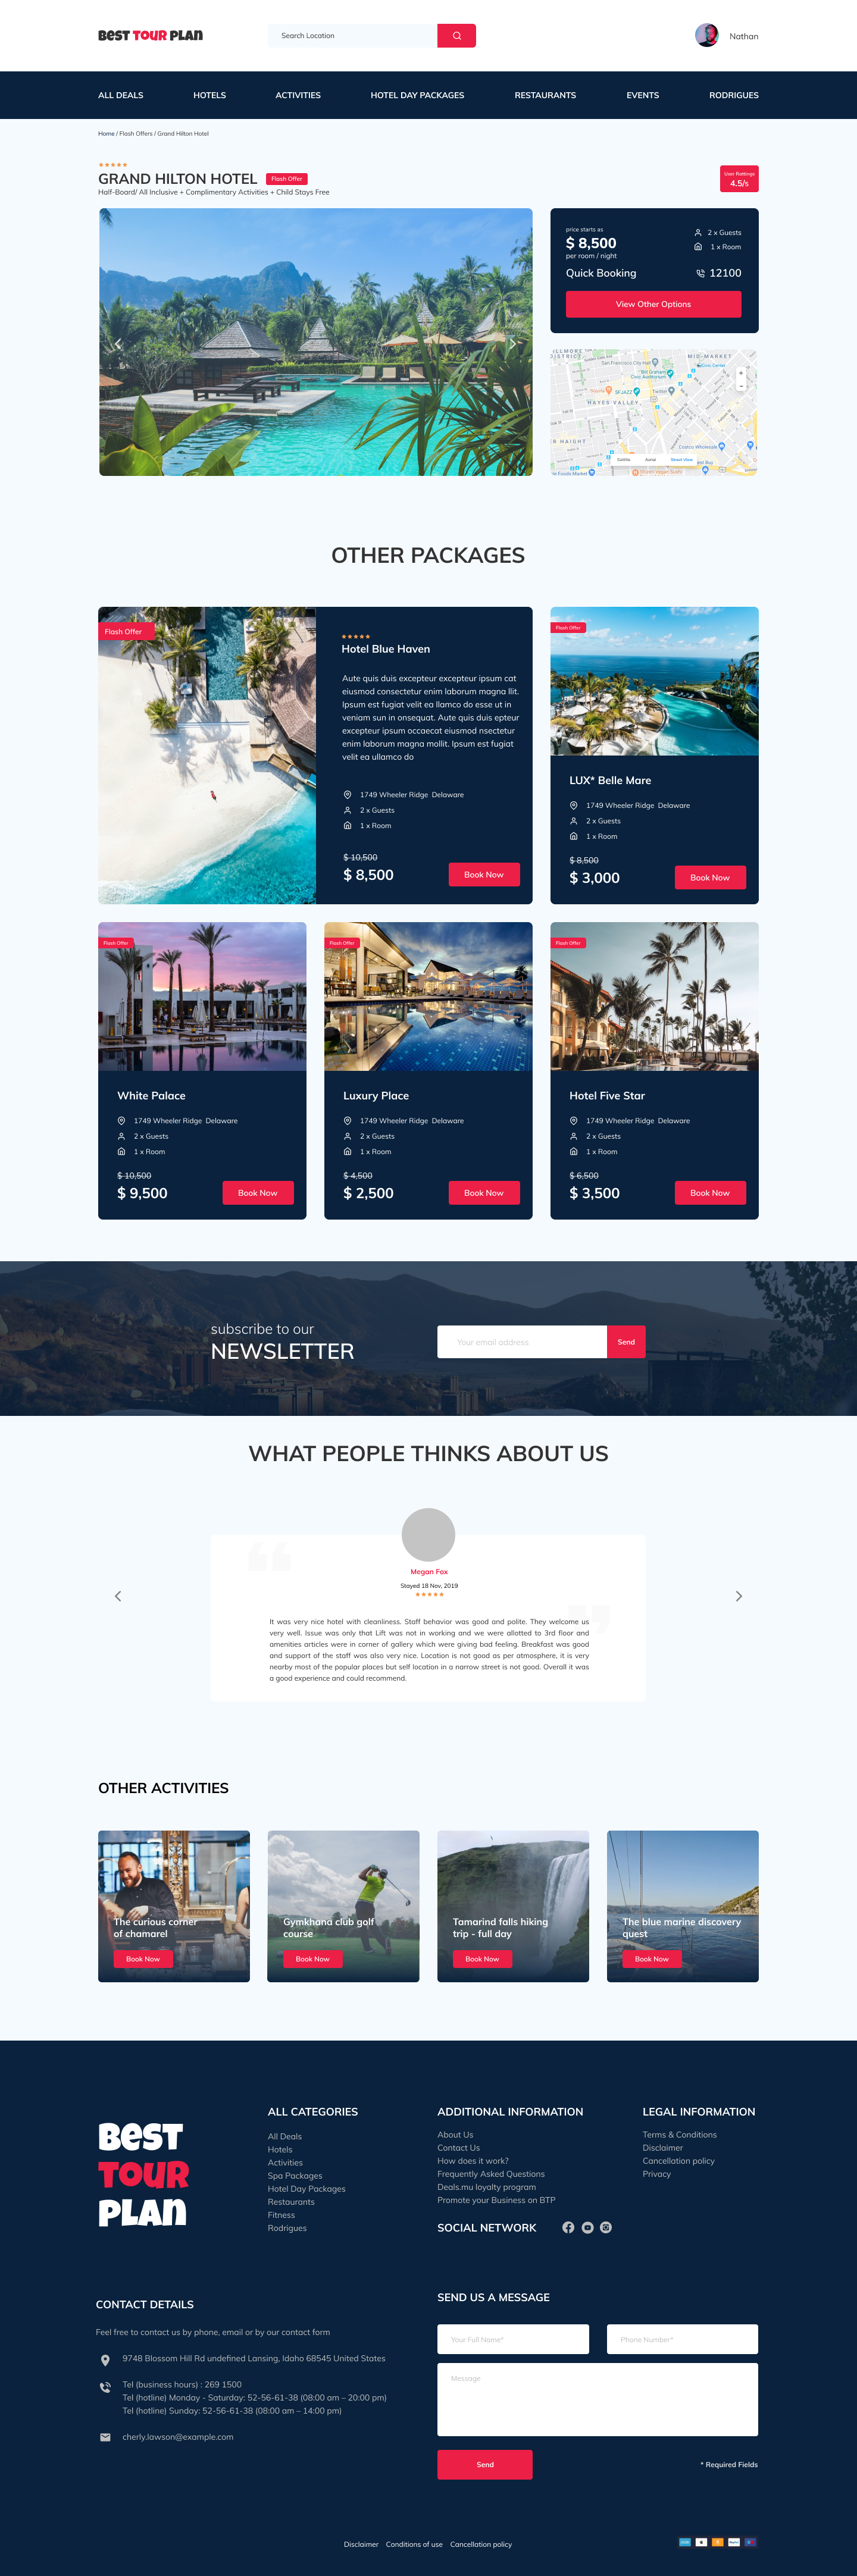 BEST TOUR PLAN
Search Location
Nathan
ALL DEALS HOTELS ACTIVITIES HOTEL DAY PACKAGES RESTAURANTS EVENTS RODRIGUES
Home / Flash Offers / Grand Hilton Hotel
GRAND HILTON HOTEL Flash Offer
Half-Board/ All Inclusive + Complimentary Activities + Child Stays Free
User Rattings
4.5/5
price starts as
$ 8,500
per room / night
2 x Guests
1 x Room
Quick Booking 12100
View Other Options
MID-MARKET
HAYES VALLEY
SFJAZZ
Twitter
Costco Wholesale
Satellite Aerial Street View
OTHER PACKAGES
Flash Offer
Hotel Blue Haven
Aute quis duis excepteur excepteur ipsum cat
eiusmod consectetur enim laborum magna llit.
Ipsum est fugiat velit ea llamco do esse ut in
veniam sun in onsequat. Aute quis duis epteur
excepteur ipsum occaecat eiusmod nsectetur
enim laborum magna mollit. Ipsum est fugiat
velit ea ullamco do
1749 Wheeler Ridge Delaware
2 x Guests
1 x Room
$ 10,500
$ 8,500
Book Now
Flash Offer
LUX* Belle Mare
1749 Wheeler Ridge Delaware
2 x Guests
1 x Room
$ 8,500
$ 3,000
Book Now
Flash Offer
White Palace
1749 Wheeler Ridge Delaware
2 x Guests
1 x Room
$ 10,500
$ 9,500
Book Now
Flash Offer
Luxury Place
1749 Wheeler Ridge Delaware
2 x Guests
1 x Room
$ 4,500
$ 2,500
Book Now
Flash Offer
Hotel Five Star
1749 Wheeler Ridge Delaware
2 x Guests
1 x Room
$ 6,500
$ 3,500
Book Now
subscribe to our
NEWSLETTER
Your email address
Send
WHAT PEOPLE THINKS ABOUT US
Megan Fox
Stayed 18 Nov, 2019
It was very nice hotel with cleanliness. Staff behavior was good and polite. They welcome us
very well. Issue was only that Lift was not in working and we were allotted to 3rd floor and
amenities articles were in corner of gallery which were giving bad feeling. Breakfast was good
and support of the staff was also very nice. Location is not good as per atmosphere, it is very
nearby most of the popular places but self location in a narrow street is not good. Overall it was
a good experience and could recommend.
OTHER ACTIVITIES
The curious corner
of chamarel
Book Now
Gymkhana club golf
course
Book Now
Tamarind falls hiking
trip - full day
Book Now
The blue marine discovery
quest
Book Now
BEST
TOUR
PLAN
ALL CATEGORIES
All Deals
Hotels
Activities
Spa Packages
Hotel Day Packages
Restaurants
Fitness
Rodrigues
ADDITIONAL INFORMATION
About Us
Contact Us
How does it work?
Frequently Asked Questions
Deals.mu loyalty program
Promote your Business on BTP
SOCIAL NETWORK
LEGAL INFORMATION
Terms & Conditions
Disclaimer
Cancellation policy
Privacy
CONTACT DETAILS
Feel free to contact us by phone, email or by our contact form
9748 Blossom Hill Rd undefined Lansing, Idaho 68545 United States
Tel (business hours) : 269 1500
Tel (hotline) Monday - Saturday: 52-56-61-38 (08:00 am – 20:00 pm)
Tel (hotline) Sunday: 52-56-61-38 (08:00 am – 14:00 pm)
cherly.lawson@example.com
SEND US A MESSAGE
Your Full Name*
Phone Number*
Message
Send
* Required Fields
Disclaimer Conditions of use Cancellation policy